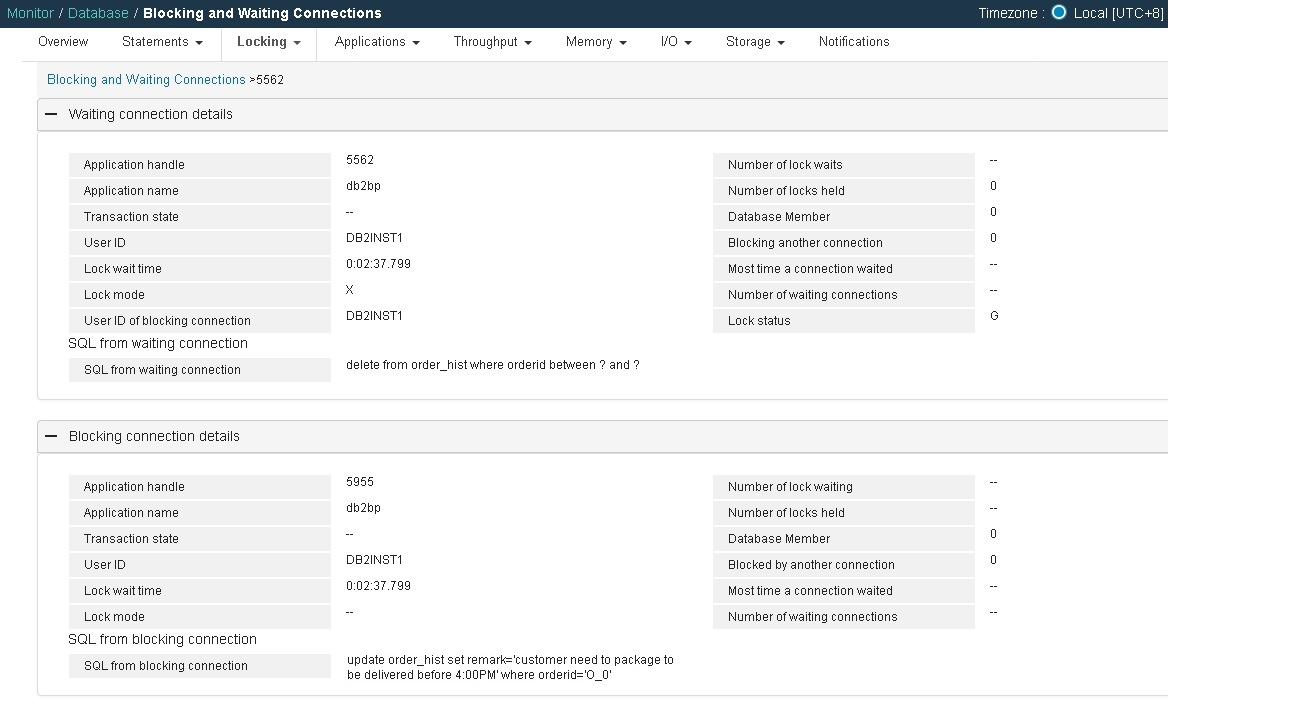 Monitor / Database / Blocking and Waiting Connections Timezone : Local [UTC+8]
Overview Statements Locking Applications Throughput Memory I/O Storage Notifications
Blocking and Waiting Connections >5562
Waiting connection details
Application handle 5562 Number of lock waits --
Application name db2bp Number of locks held 0
Transaction state -- Database Member 0
User ID DB2INST1 Blocking another connection 0
Lock wait time 0:02:37.799 Most time a connection waited --
Lock mode X Number of waiting connections --
User ID of blocking connection DB2INST1 Lock status G
SQL from waiting connection
SQL from waiting connection delete from order_hist where orderid between ? and ?
Blocking connection details
Application handle 5955 Number of lock waiting --
Application name db2bp Number of locks held --
Transaction state -- Database Member 0
User ID DB2INST1 Blocked by another connection 0
Lock wait time 0:02:37.799 Most time a connection waited --
Lock mode -- Number of waiting connections --
SQL from blocking connection
SQL from blocking connection update order_hist set remark='customer need to package to
be delivered before 4:00PM' where orderid='O_0'